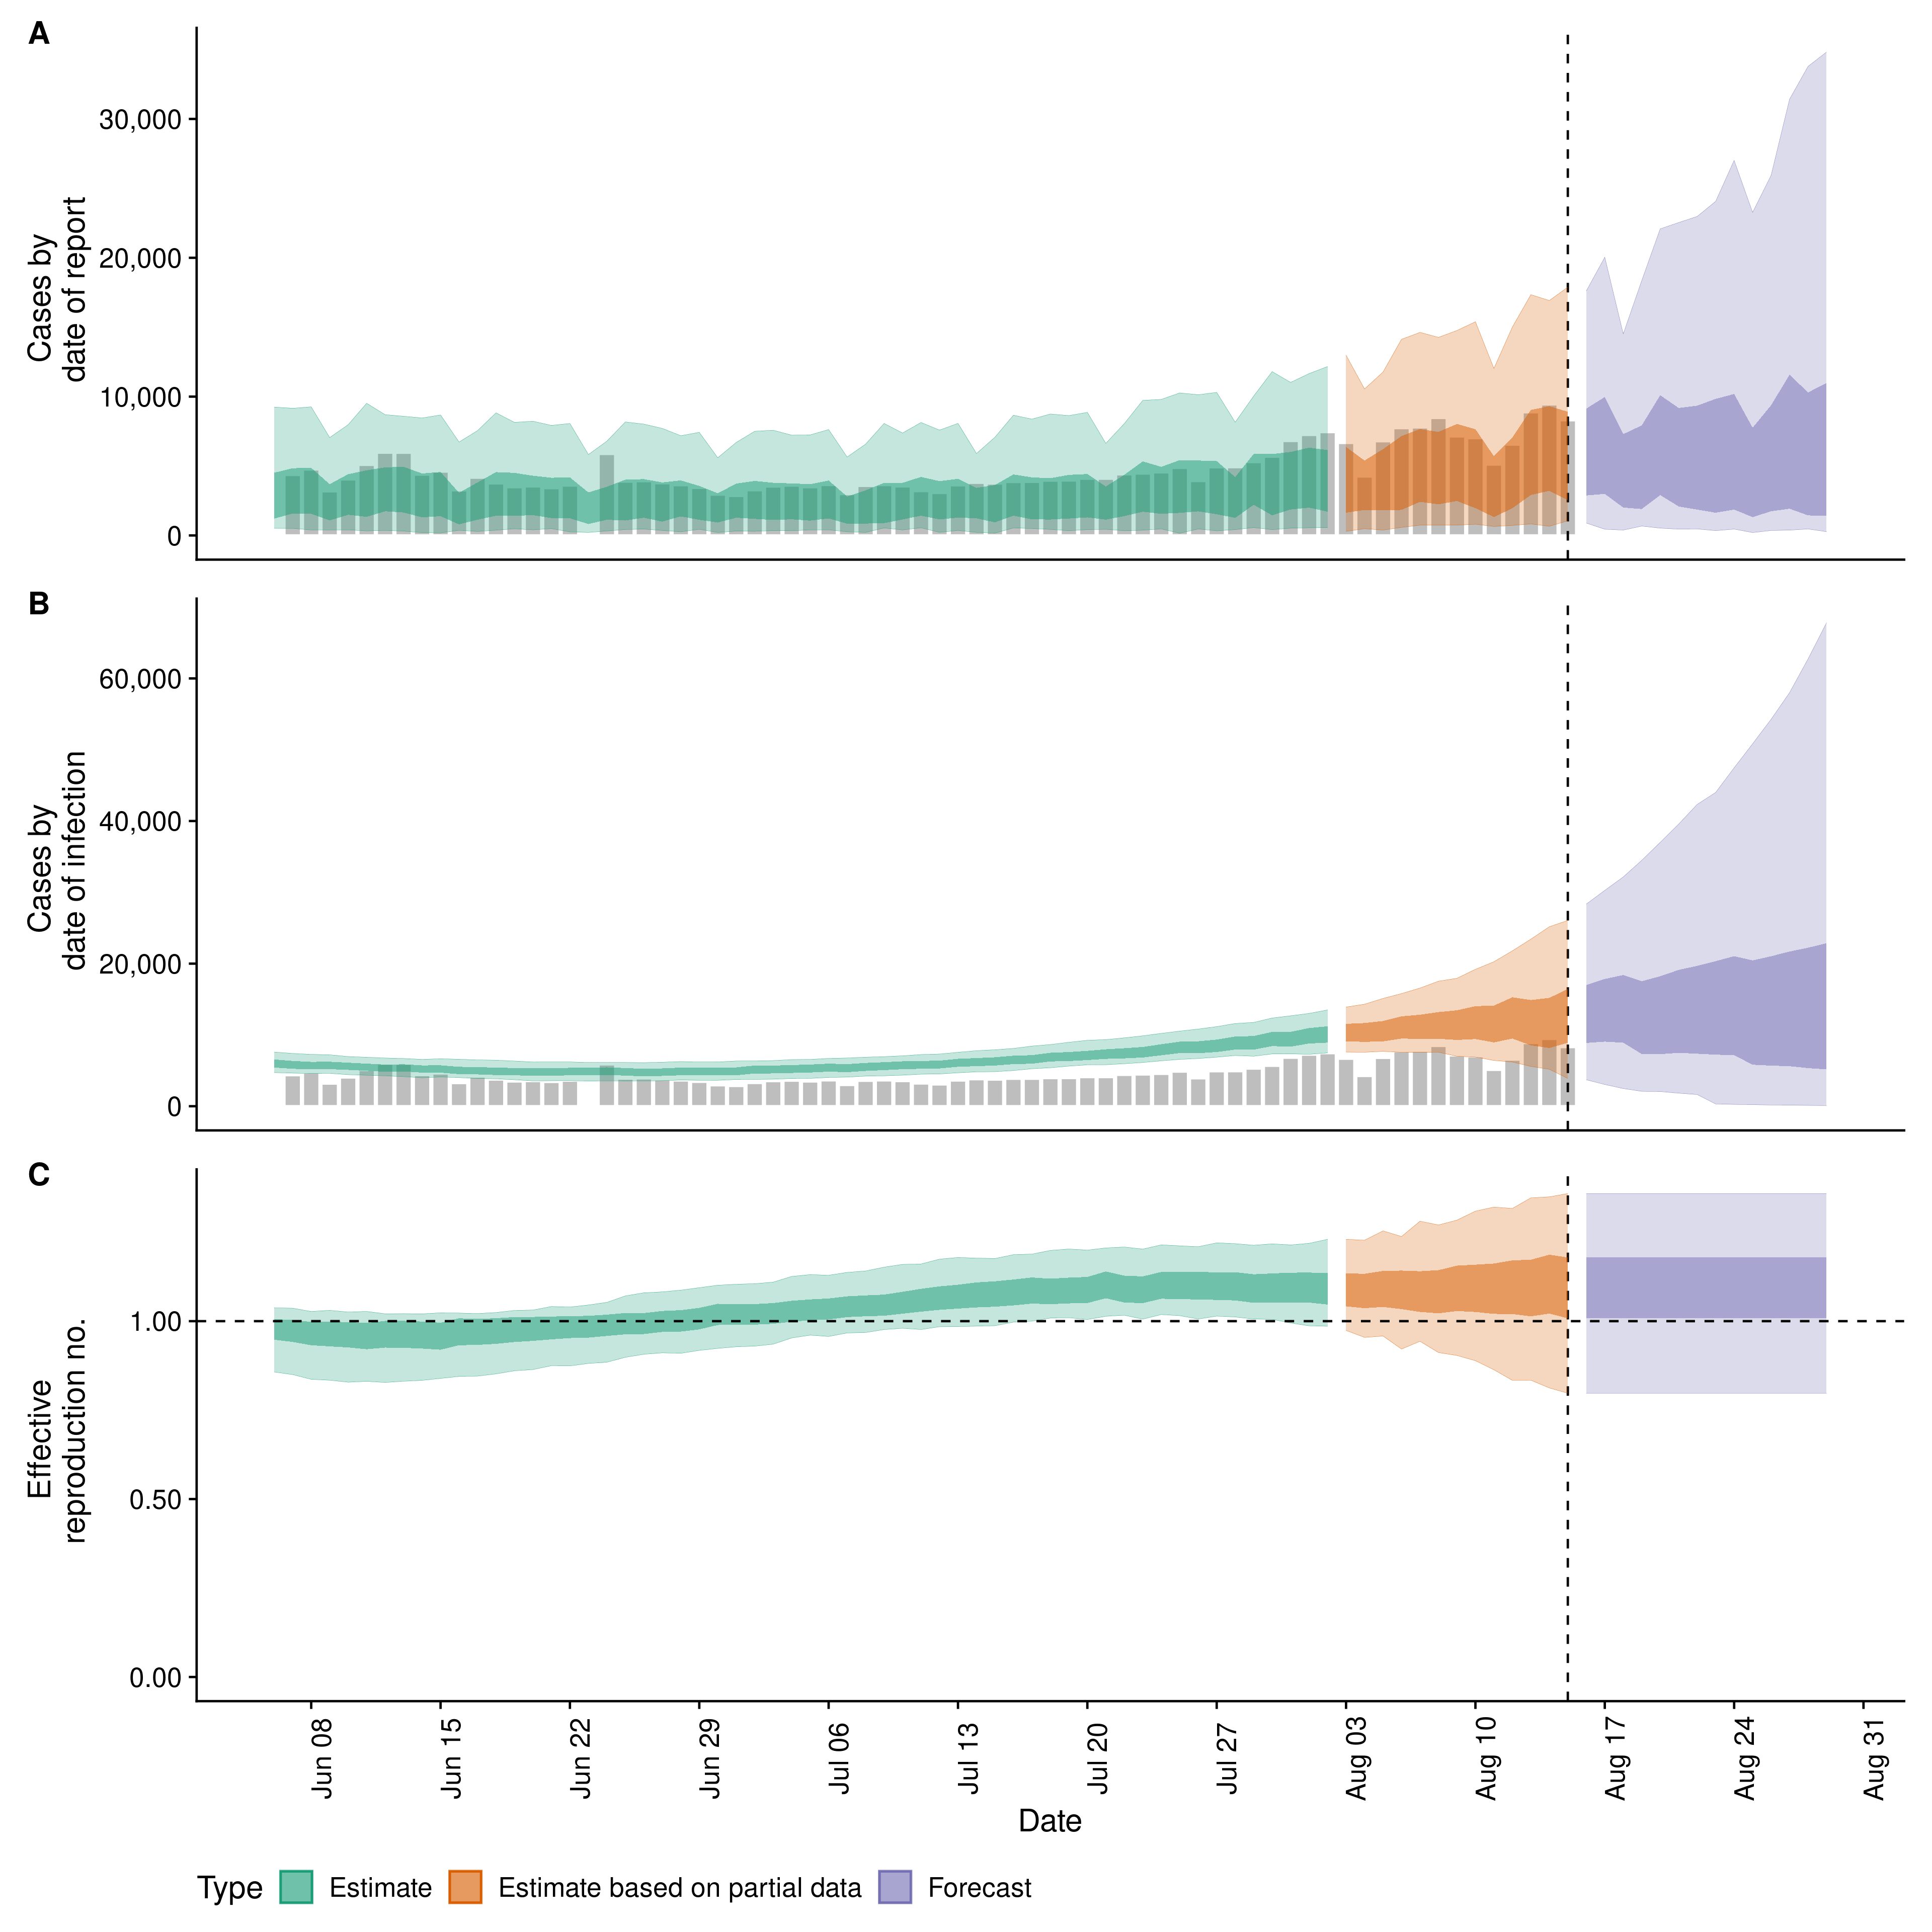 A
Cases by
date of report
30,000
20,000
10,000
0
B
Cases by
date of infection
60,000
40,000
20,000
0
C
Effective
reproduction no.
1.00
0.50
0.00
Jun 08
Jun 15
Jun 22
Jun 29
Jul 06
Jul 13
Jul 20
Jul 27
Aug 03
Aug 10
Aug 17
Aug 24
Aug 31
Date
Type Estimate Estimate based on partial data Forecast